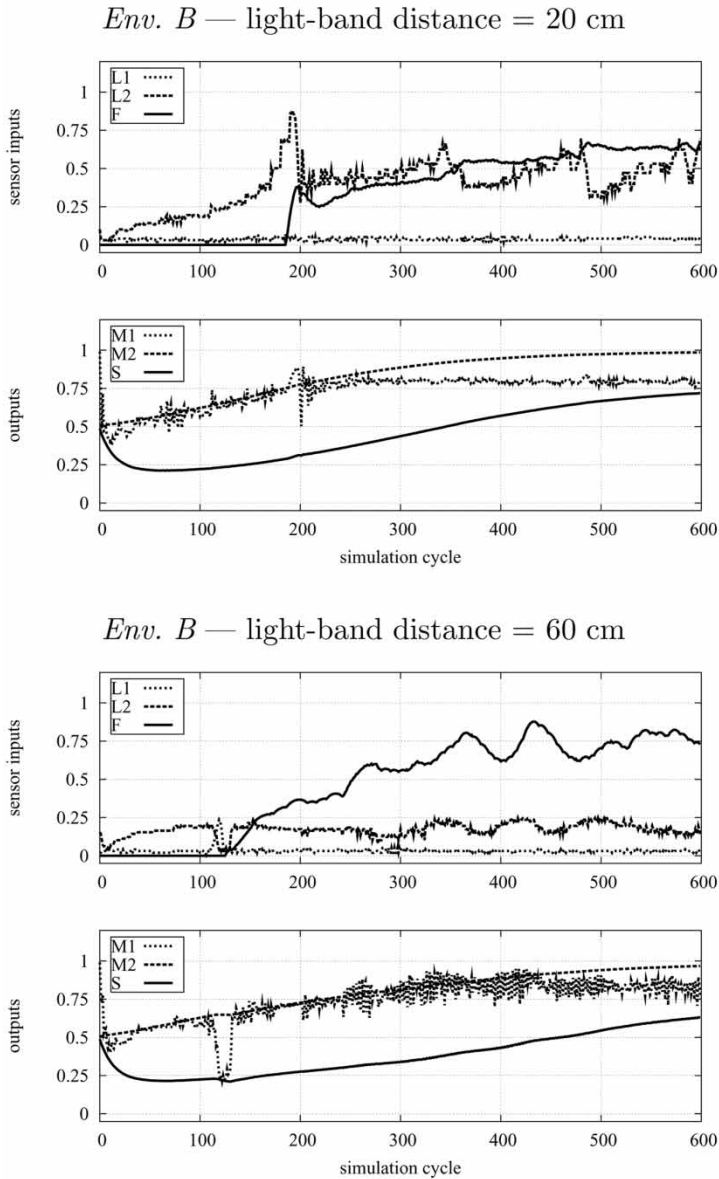 Env. B — light-band distance = 20 cm
sensor inputs
L1
L2
F
1
0.75
0.5
0.25
0
0 100 200 300 400 500 600
outputs
M1
M2
S
1
0.75
0.5
0.25
0
0 100 200 300 400 500 600
simulation cycle
Env. B — light-band distance = 60 cm
sensor inputs
L1
L2
F
1
0.75
0.5
0.25
0
0 100 200 300 400 500 600
outputs
M1
M2
S
1
0.75
0.5
0.25
0
0 100 200 300 400 500 600
simulation cycle